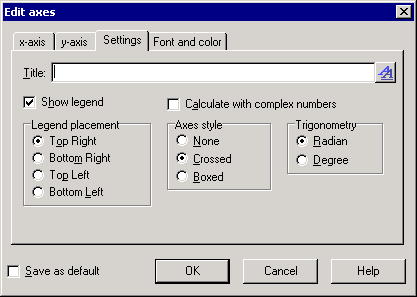 Edit axes
x-axis y-axis Settings Font and color
Title:
Show legend Calculate with complex numbers
Legend placement Axes style Trigonometry
Top Right None Radian
Bottom Right Crossed Degree
Top Left Boxed
Bottom Left
Save as default OK Cancel Help